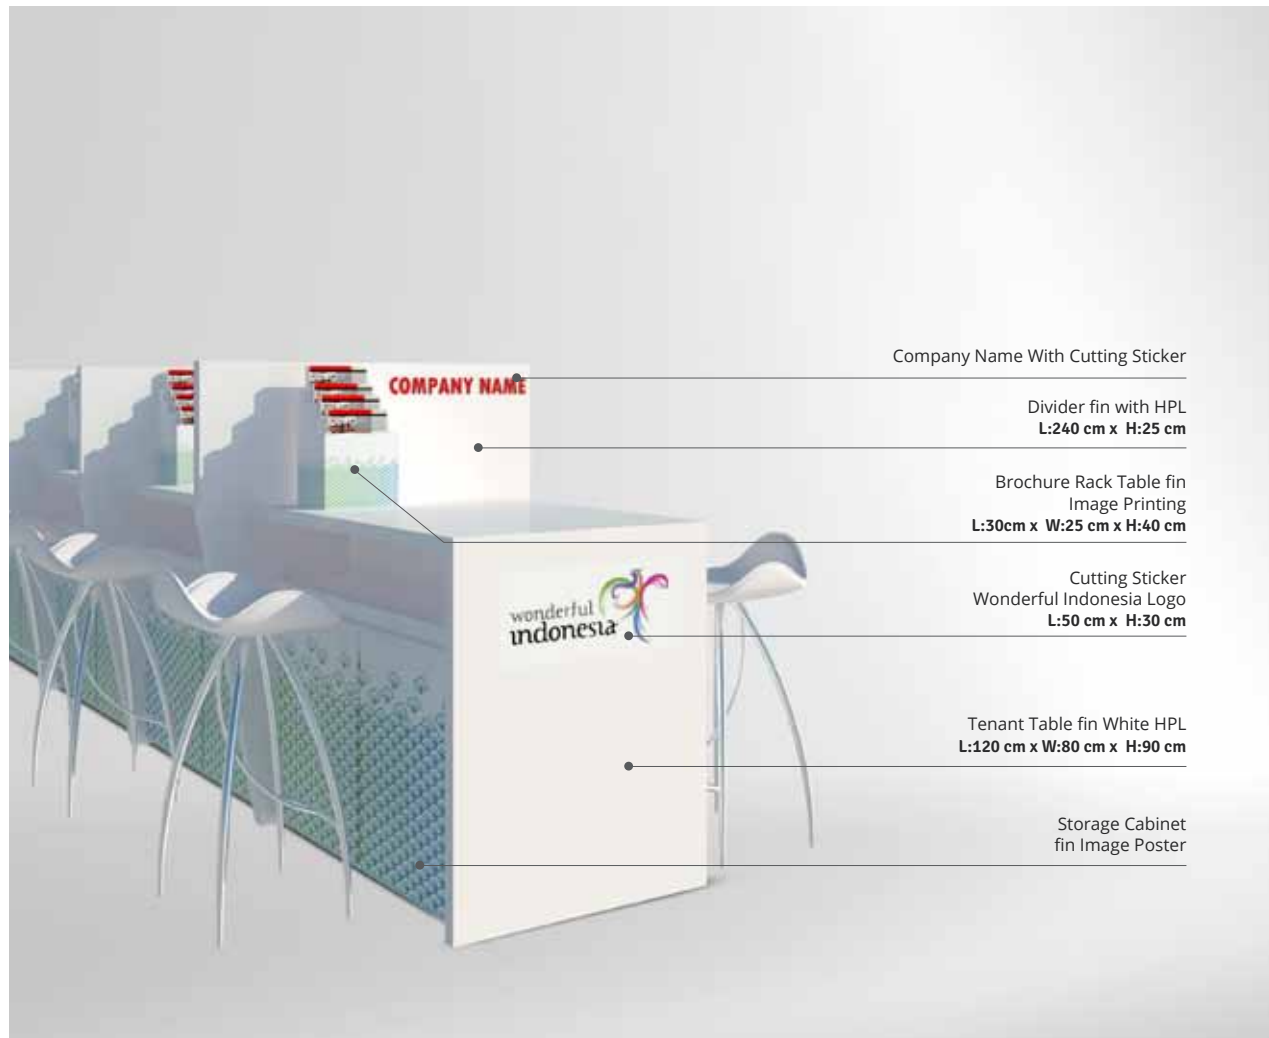 Company Name With Cutting Sticker
COMPANY NAME
Divider fin with HPL
L:240 cm x H:25 cm
Brochure Rack Table fin
Image Printing
L:30cm x W:25 cm x H:40 cm
Cutting Sticker
Wonderful Indonesia Logo
L:50 cm x H:30 cm
wonderful
indonesia
Tenant Table fin White HPL
L:120 cm x W:80 cm x H:90 cm
Storage Cabinet
fin Image Poster